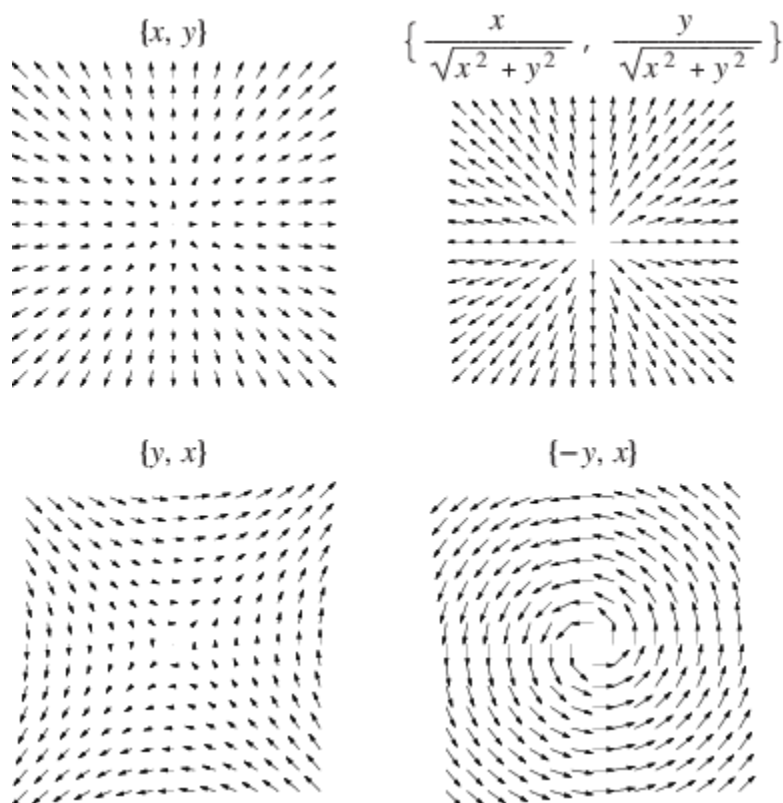 {x, y}
{ x / √(x² + y²) , y / √(x² + y²) }
{y, x}
{−y, x}